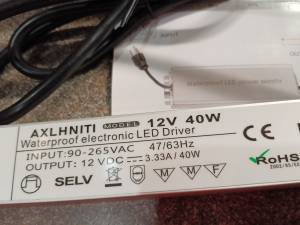 AXLHNITI MODEL 12V 40W
Waterproof electronic LED Driver
INPUT:90-265VAC 47/63Hz
OUTPUT: 12 VDC 3.33A / 40W
SELV F M M F
CE
RoHS